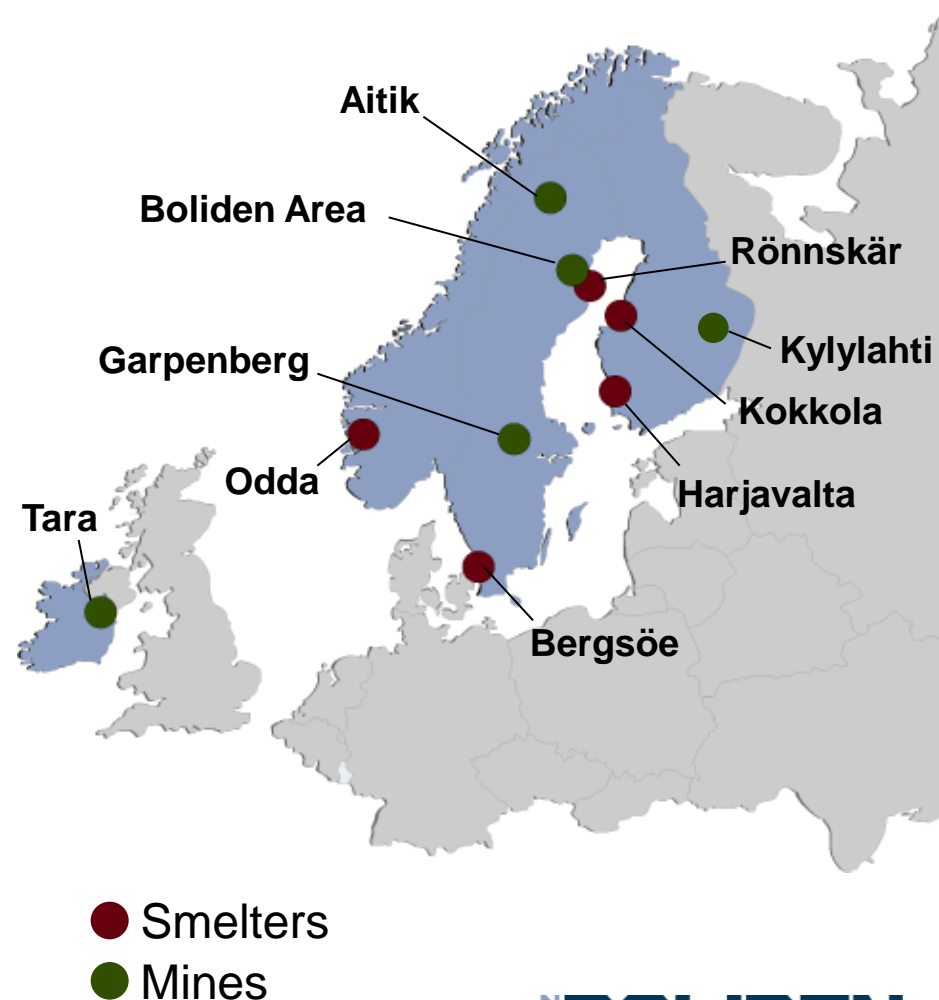 Aitik
Boliden Area
Rönnskär
Kylylahti
Garpenberg
Kokkola
Odda
Harjavalta
Tara
Bergsöe
Smelters
Mines